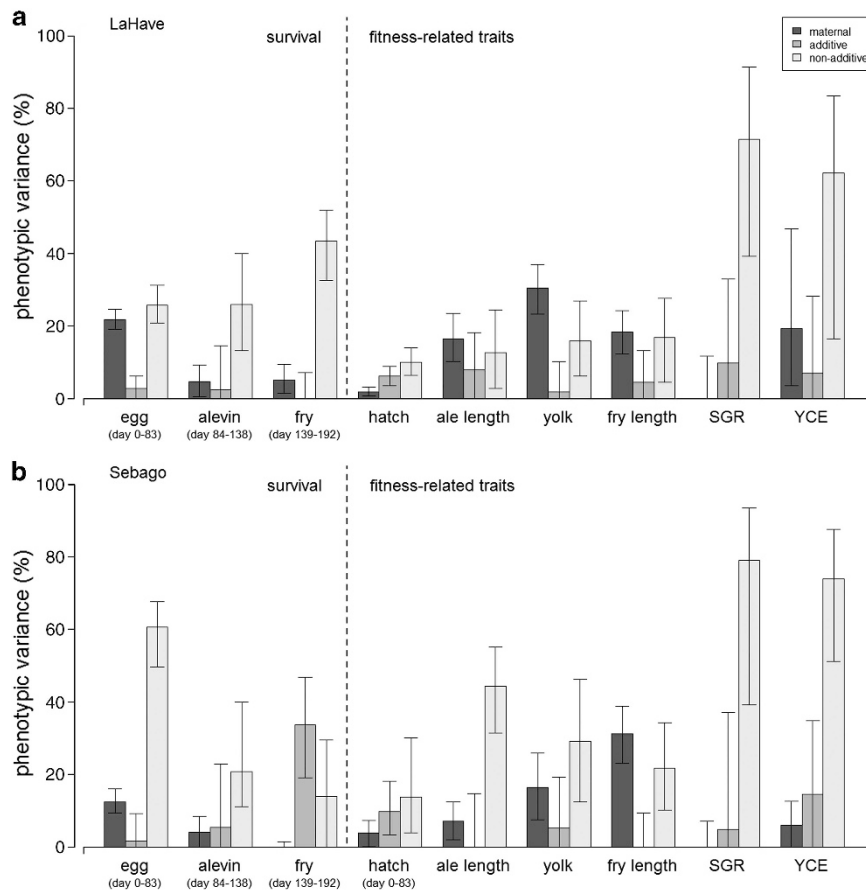 a
LaHave
survival
fitness-related traits
maternal
additive
non-additive
phenotypic variance (%)
100
80
60
40
20
0
egg alevin fry hatch ale length yolk fry length SGR YCE
(day 0-83) (day 84-138) (day 139-192)
b
Sebago
survival
fitness-related traits
phenotypic variance (%)
100
80
60
40
20
0
egg alevin fry hatch ale length yolk fry length SGR YCE
(day 0-83) (day 84-138) (day 139-192) (day 0-83)